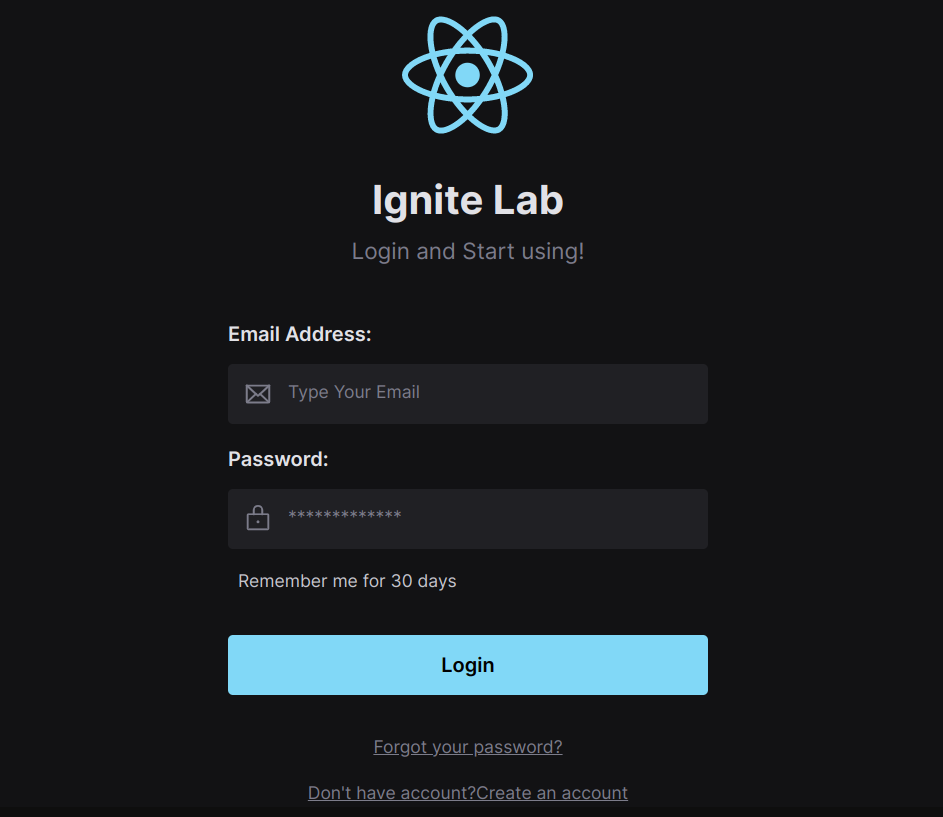 Ignite Lab
Login and Start using!
Email Address:
Type Your Email
Password:
*************
Remember me for 30 days
Login
Forgot your password?
Don't have account?Create an account